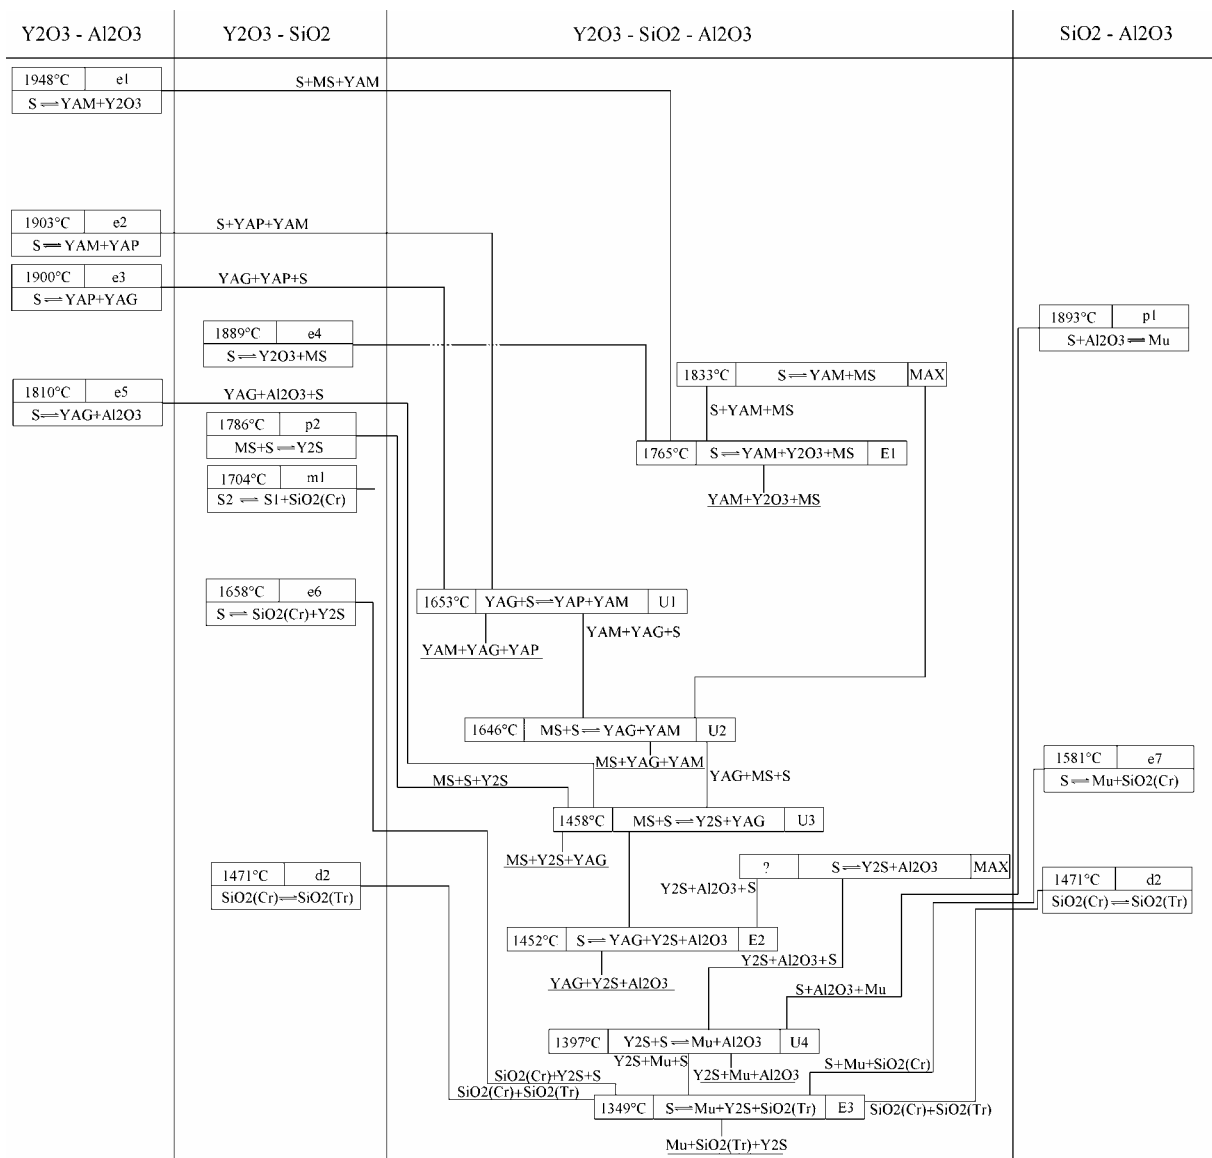 Y2O3 - Al2O3
Y2O3 - SiO2
Y2O3 - SiO2 - Al2O3
SiO2 - Al2O3
1948°C e1
S ⇌ YAM+Y2O3
S+MS+YAM
1903°C e2
S ⇌ YAM+YAP
S+YAP+YAM
1900°C e3
S ⇌ YAP+YAG
YAG+YAP+S
1893°C p1
S+Al2O3 ⇌ Mu
1889°C e4
S ⇌ Y2O3+MS
1833°C S ⇌ YAM+MS MAX
S+YAM+MS
1810°C e5
S ⇌ YAG+Al2O3
YAG+Al2O3+S
1786°C p2
MS+S ⇌ Y2S
1765°C S ⇌ YAM+Y2O3+MS E1
YAM+Y2O3+MS
1704°C m1
S2 ⇌ S1+SiO2(Cr)
1658°C e6
S ⇌ SiO2(Cr)+Y2S
1653°C YAG+S ⇌ YAP+YAM U1
YAM+YAG+YAP
YAM+YAG+S
1646°C MS+S ⇌ YAG+YAM U2
MS+YAG+YAM
YAG+MS+S
MS+S+Y2S
1581°C e7
S ⇌ Mu+SiO2(Cr)
1458°C MS+S ⇌ Y2S+YAG U3
MS+Y2S+YAG
1471°C d2
SiO2(Cr) ⇌ SiO2(Tr)
? S ⇌ Y2S+Al2O3 MAX
Y2S+Al2O3+S
1471°C d2
SiO2(Cr) ⇌ SiO2(Tr)
1452°C S ⇌ YAG+Y2S+Al2O3 E2
YAG+Y2S+Al2O3
Y2S+Al2O3+S
S+Al2O3+Mu
1397°C Y2S+S ⇌ Mu+Al2O3 U4
Y2S+Mu+S
Y2S+Mu+Al2O3
S+Mu+SiO2(Cr)
SiO2(Cr)+Y2S+S
SiO2(Cr)+SiO2(Tr)
1349°C S ⇌ Mu+Y2S+SiO2(Tr) E3
SiO2(Cr)+SiO2(Tr)
Mu+SiO2(Tr)+Y2S